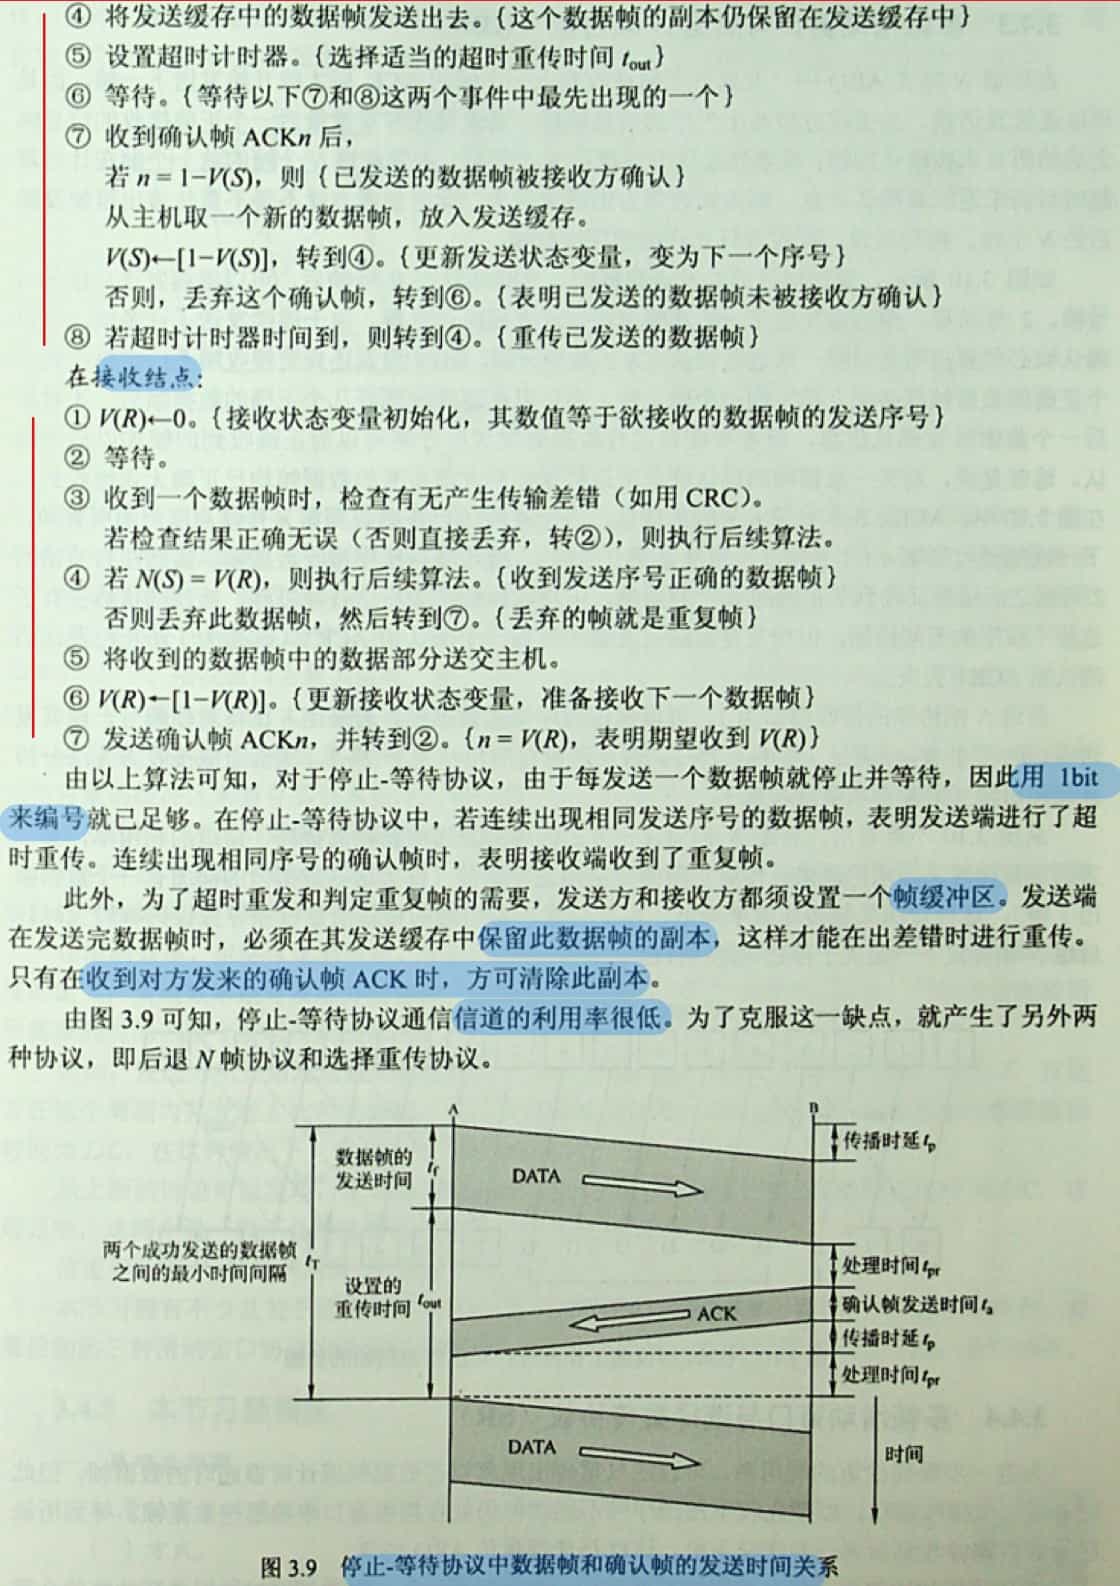 ④ 将发送缓存中的数据帧发送出去。{这个数据帧的副本仍保留在发送缓存中}
⑤ 设置超时计时器。{选择适当的超时重传时间 tout}
⑥ 等待。{等待以下⑦和⑧这两个事件中最先出现的一个}
⑦ 收到确认帧 ACKn 后，
若 n = 1−V(S)，则 {已发送的数据帧被接收方确认}
从主机取一个新的数据帧，放入发送缓存。
V(S)←[1−V(S)]，转到④。{更新发送状态变量，变为下一个序号}
否则，丢弃这个确认帧，转到⑥。{表明已发送的数据帧未被接收方确认}
⑧ 若超时计时器时间到，则转到④。{重传已发送的数据帧}
在接收结点：
① V(R)←0。{接收状态变量初始化，其数值等于欲接收的数据帧的发送序号}
② 等待。
③ 收到一个数据帧时，检查有无产生传输差错（如用 CRC）。
若检查结果正确无误（否则直接丢弃，转②），则执行后续算法。
④ 若 N(S) = V(R)，则执行后续算法。{收到发送序号正确的数据帧}
否则丢弃此数据帧，然后转到⑦。{丢弃的帧就是重复帧}
⑤ 将收到的数据帧中的数据部分送交主机。
⑥ V(R)←[1−V(R)]。{更新接收状态变量，准备接收下一个数据帧}
⑦ 发送确认帧 ACKn，并转到②。{n = V(R)，表明期望收到 V(R)}
由以上算法可知，对于停止-等待协议，由于每发送一个数据帧就停止并等待，因此用 1bit
来编号就已足够。在停止-等待协议中，若连续出现相同发送序号的数据帧，表明发送端进行了超
时重传。连续出现相同序号的确认帧时，表明接收端收到了重复帧。
此外，为了超时重发和判定重复帧的需要，发送方和接收方都须设置一个帧缓冲区。发送端
在发送完数据帧时，必须在其发送缓存中保留此数据帧的副本，这样才能在出差错时进行重传。
只有在收到对方发来的确认帧 ACK 时，方可清除此副本。
由图 3.9 可知，停止-等待协议通信信道的利用率很低。为了克服这一缺点，就产生了另外两
种协议，即后退 N 帧协议和选择重传协议。
A
B
数据帧的
发送时间
tf
DATA
传播时延tp
两个成功发送的数据帧
之间的最小时间间隔
tT
设置的
重传时间
tout
处理时间tpr
ACK
确认帧发送时间ta
传播时延tp
处理时间tpr
DATA
时间
图 3.9 停止-等待协议中数据帧和确认帧的发送时间关系